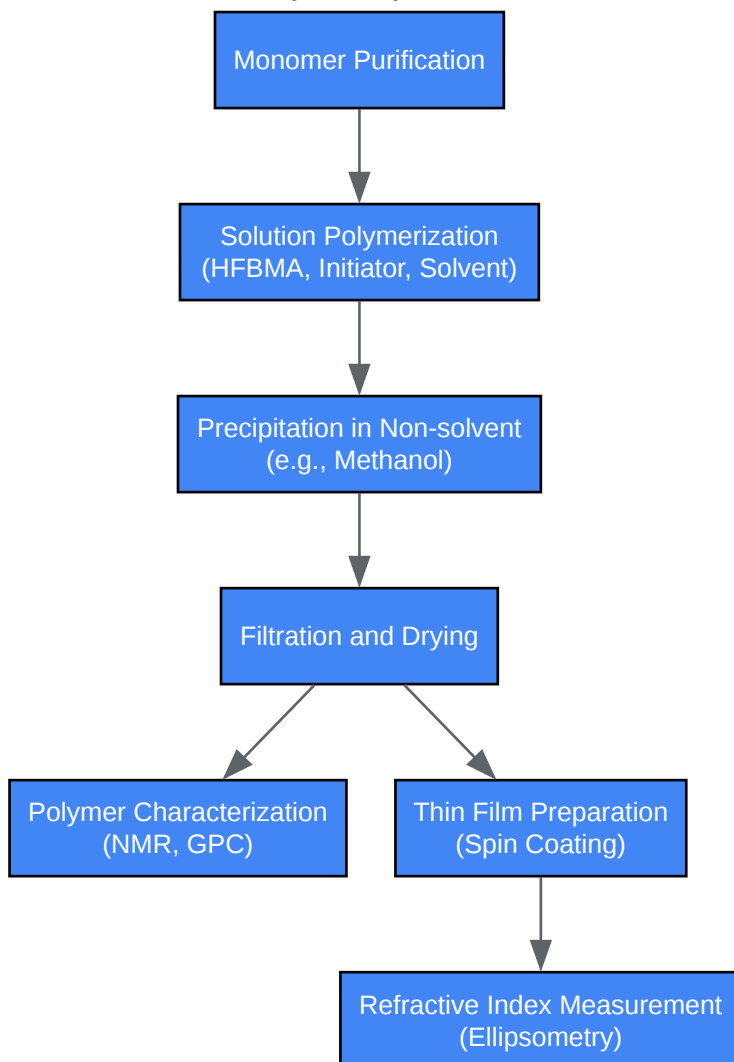 Monomer Purification
Solution Polymerization
(HFBMA, Initiator, Solvent)
Precipitation in Non-solvent
(e.g., Methanol)
Filtration and Drying
Polymer Characterization
(NMR, GPC)
Thin Film Preparation
(Spin Coating)
Refractive Index Measurement
(Ellipsometry)